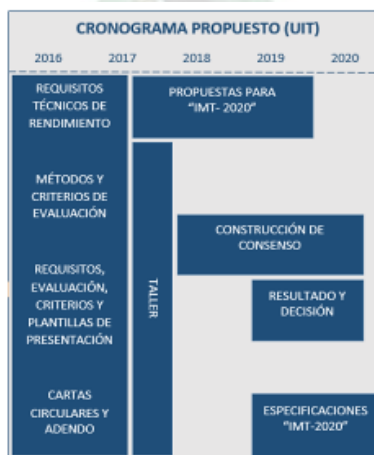 CRONOGRAMA PROPUESTO (UIT)
2016 2017 2018 2019 2020
REQUISITOS
TÉCNICOS DE
RENDIMIENTO
PROPUESTAS PARA
"IMT- 2020"
MÉTODOS Y
CRITERIOS DE
EVALUACIÓN
CONSTRUCCIÓN DE
CONSENSO
REQUISITOS,
EVALUACIÓN,
CRITERIOS Y
PLANTILLAS DE
PRESENTACIÓN
TALLER
RESULTADO Y
DECISIÓN
CARTAS
CIRCULARES Y
ADENDO
ESPECIFICACIONES
"IMT-2020"